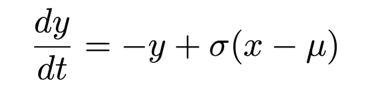 dy/dt = −y + σ(x − μ)